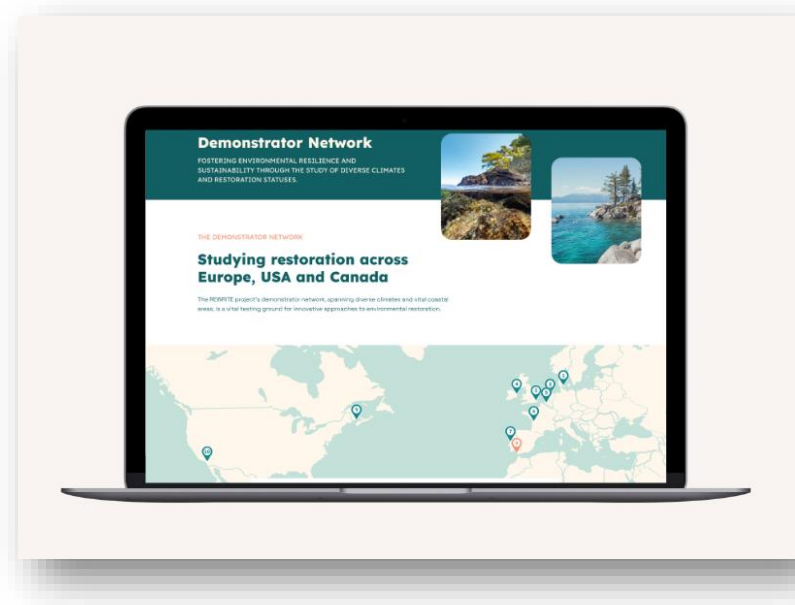 Demonstrator Network
FOSTERING ENVIRONMENTAL RESILIENCE AND
SUSTAINABILITY THROUGH THE STUDY OF DIVERSE CLIMATES
AND RESTORATION STATUSES.
THE DEMONSTRATOR NETWORK
Studying restoration across
Europe, USA and Canada
The REWRITE project's demonstrator network, spanning diverse climates and vital coastal
areas, is a vital testing ground for innovative approaches to environmental restoration.